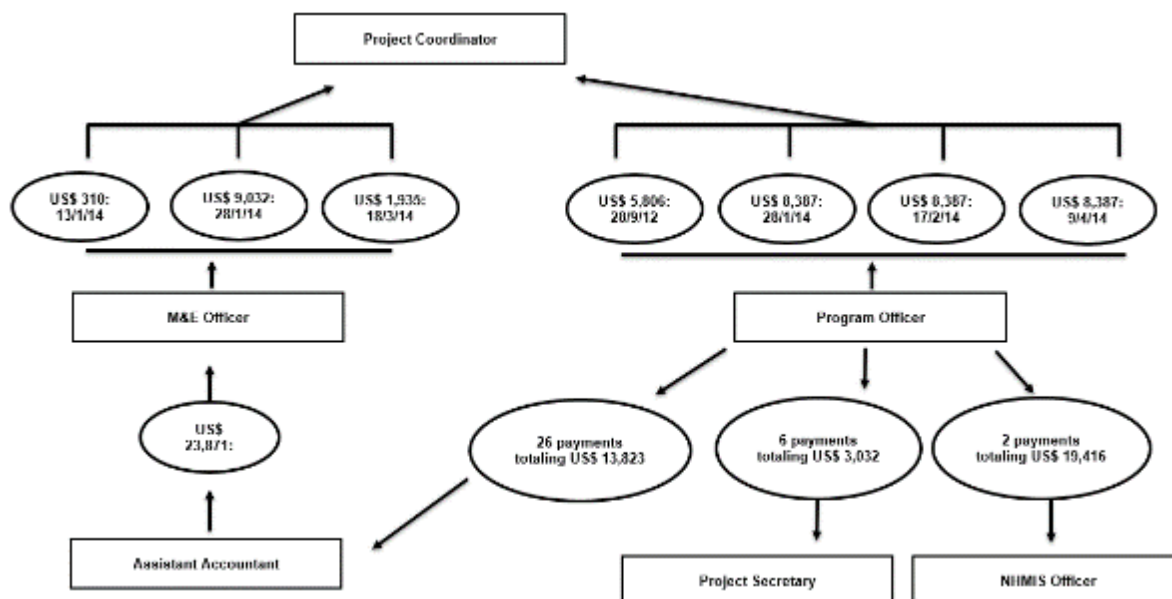 Project Coordinator
US$ 310:
13/1/14
US$ 9,032:
28/1/14
US$ 1,935:
18/3/14
US$ 5,806:
20/9/12
US$ 8,387:
28/1/14
US$ 8,387:
17/2/14
US$ 8,387:
9/4/14
M&E Officer
Program Officer
US$
23,871:
26 payments
totaling US$ 13,823
6 payments
totaling US$ 3,032
2 payments
totaling US$ 19,416
Assistant Accountant
Project Secretary
NHMIS Officer